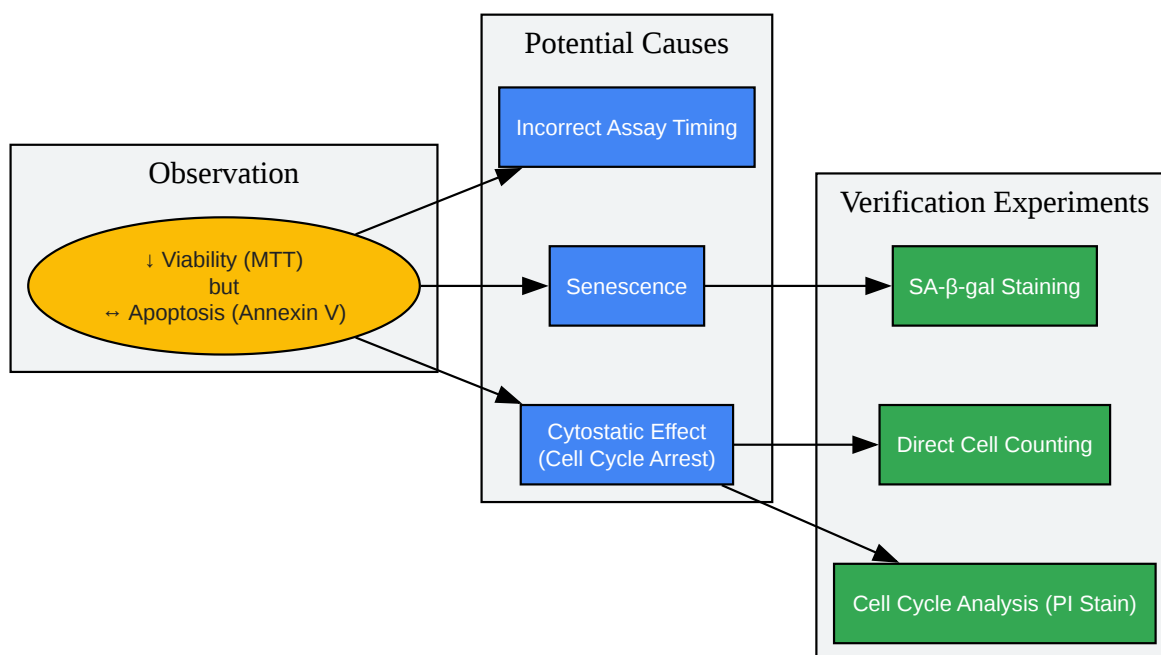 Observation
↓ Viability (MTT)
but
↔ Apoptosis (Annexin V)
Potential Causes
Incorrect Assay Timing
Senescence
Cytostatic Effect
(Cell Cycle Arrest)
Verification Experiments
SA-β-gal Staining
Direct Cell Counting
Cell Cycle Analysis (PI Stain)